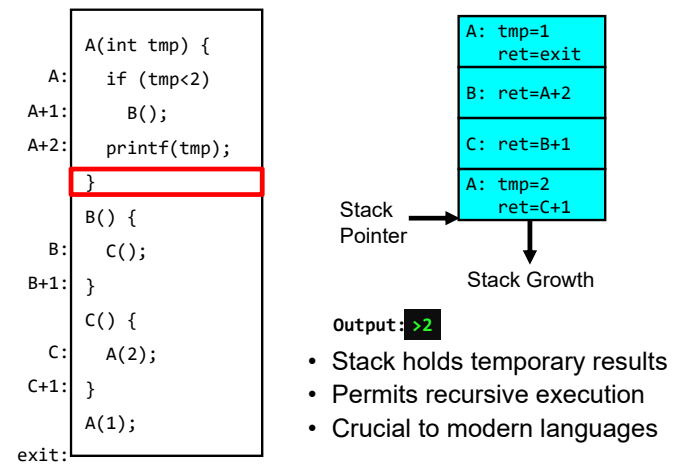 A(int tmp) {
A: if (tmp<2)
A+1: B();
A+2: printf(tmp);
}
B() {
B: C();
B+1: }
C() {
C: A(2);
C+1: }
A(1);
exit:
A: tmp=1
ret=exit
B: ret=A+2
C: ret=B+1
A: tmp=2
ret=C+1
Stack
Pointer
Stack Growth
Output: >2
• Stack holds temporary results
• Permits recursive execution
• Crucial to modern languages